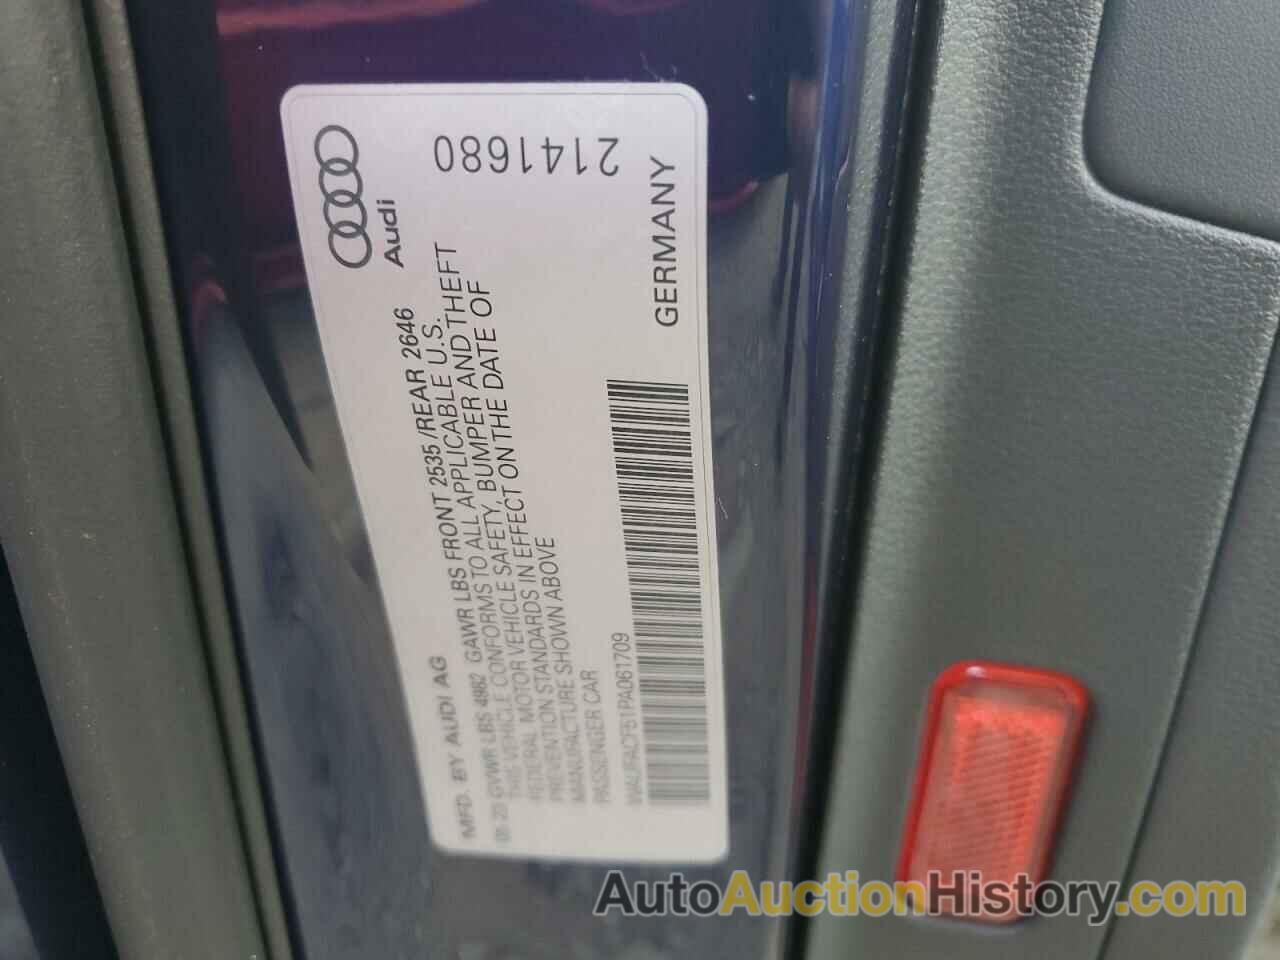 Audi
2141680
MFD. BY AUDI AG
GVWR LBS 4982 GAWR LBS FRONT 2535 /REAR 2646
THIS VEHICLE CONFORMS TO ALL APPLICABLE U.S.
FEDERAL MOTOR VEHICLE SAFETY, BUMPER AND THEFT
PREVENTION STANDARDS IN EFFECT ON THE DATE OF
MANUFACTURE SHOWN ABOVE
PASSENGER CAR
WAUFACF51PA061709
GERMANY
AutoAuctionHistory.com